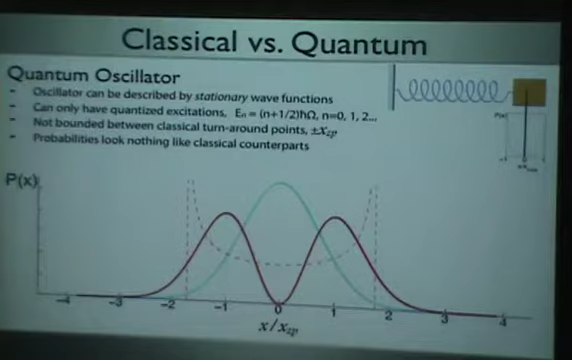 Classical vs. Quantum
Quantum Oscillator
- Oscillator can be described by stationary wave functions
- Can only have quantized excitations, Eₙ = (n+1/2)ħΩ, n=0, 1, 2...
- Not bounded between classical turn-around points, ±x_zp
- Probabilities look nothing like classical counterparts
P(x)
P(x)
-4 -3 -2 -1 0 1 2 3 4
x/x_zp